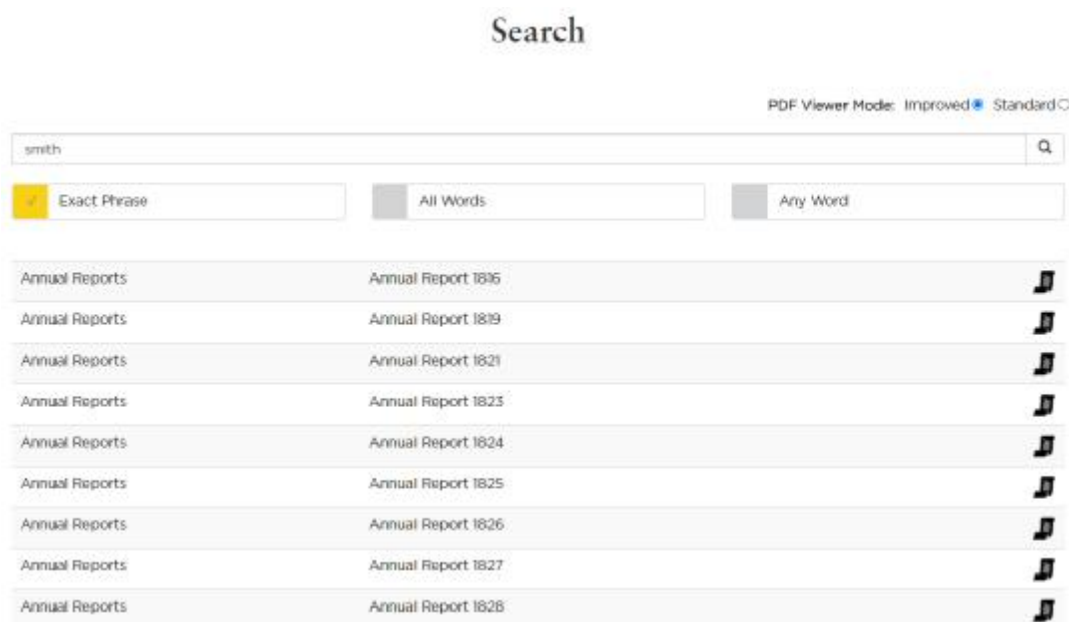 Search
PDF Viewer Mode: Improved Standard
smith
Exact Phrase All Words Any Word
Annual Reports Annual Report 1816
Annual Reports Annual Report 1819
Annual Reports Annual Report 1821
Annual Reports Annual Report 1823
Annual Reports Annual Report 1824
Annual Reports Annual Report 1825
Annual Reports Annual Report 1826
Annual Reports Annual Report 1827
Annual Reports Annual Report 1828